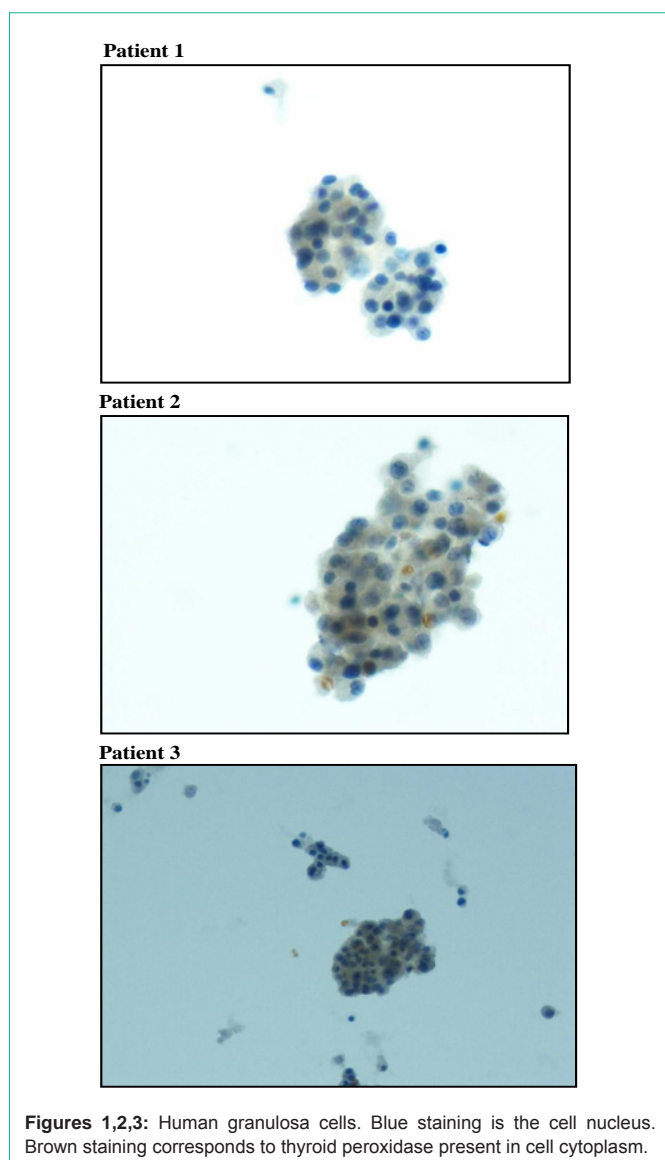 Patient 1
Patient 2
Patient 3
Figures 1,2,3: Human granulosa cells. Blue staining is the cell nucleus.
Brown staining corresponds to thyroid peroxidase present in cell cytoplasm.